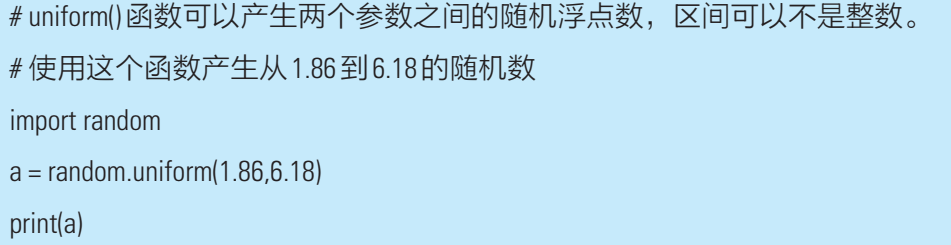 # uniform()函数可以产生两个参数之间的随机浮点数，区间可以不是整数。
# 使用这个函数产生从1.86到6.18的随机数
import random
a = random.uniform(1.86,6.18)
print(a)